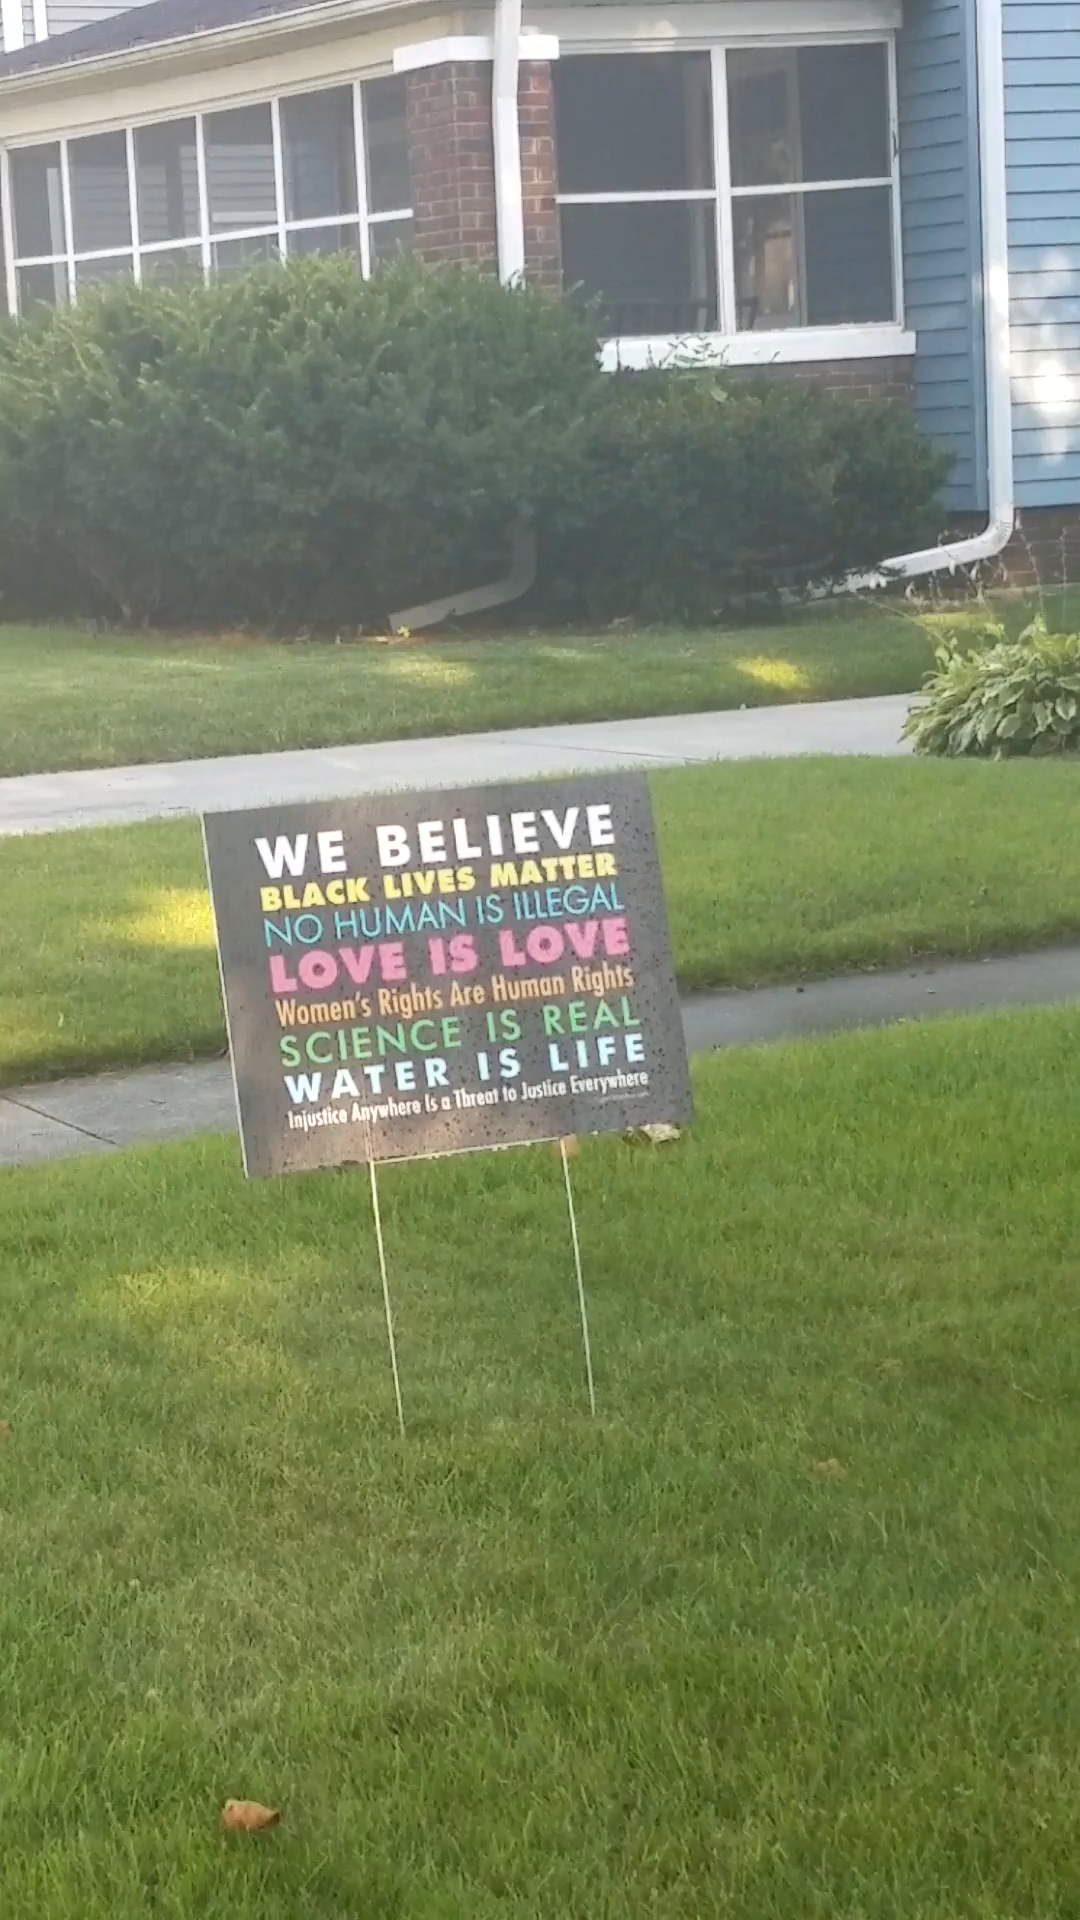 WE BELIEVE
BLACK LIVES MATTER
NO HUMAN IS ILLEGAL
LOVE IS LOVE
Women's Rights Are Human Rights
SCIENCE IS REAL
WATER IS LIFE
Injustice Anywhere Is a Threat to Justice Everywhere